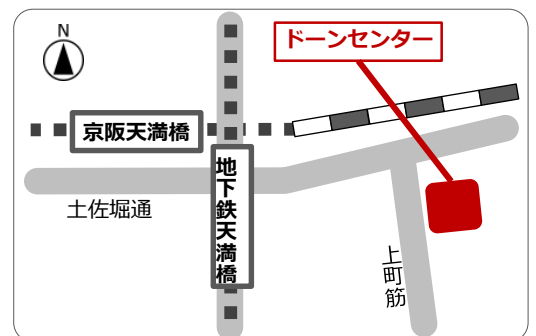 N
ドーンセンター
京阪天満橋
地下鉄天満橋
土佐堀通
上町筋